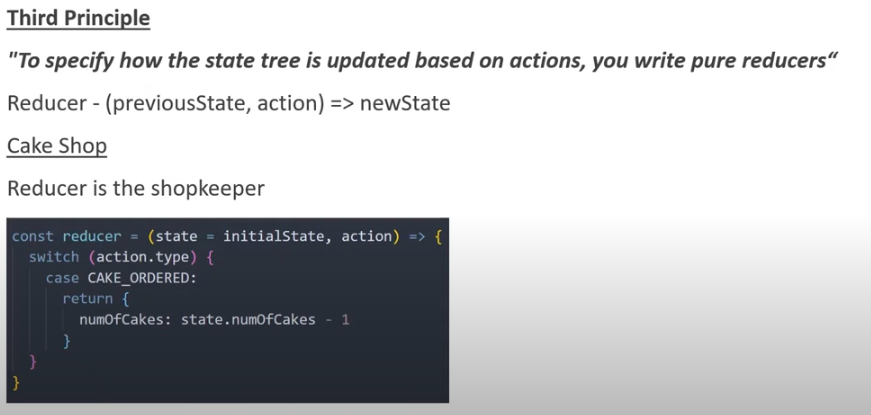 Third Principle
"To specify how the state tree is updated based on actions, you write pure reducers“
Reducer - (previousState, action) => newState
Cake Shop
Reducer is the shopkeeper
const reducer = (state = initialState, action) => {
  switch (action.type) {
    case CAKE_ORDERED:
      return {
        numOfCakes: state.numOfCakes - 1
      }
  }
}